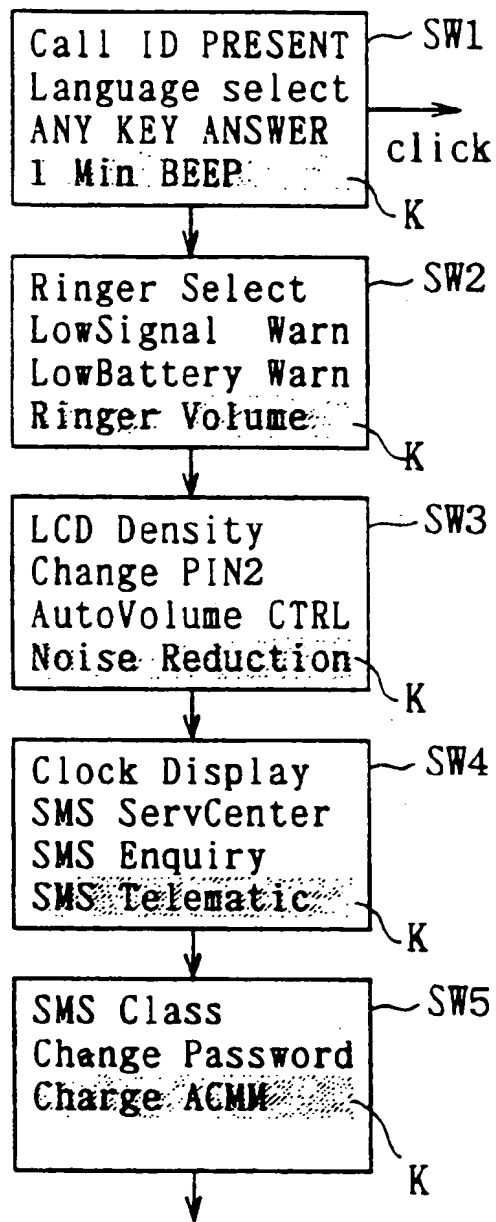 Call ID PRESENT
Language select
ANY KEY ANSWER
1 Min BEEP
SW1
click
K
Ringer Select
LowSignal Warn
LowBattery Warn
Ringer Volume
SW2
K
LCD Density
Change PIN2
AutoVolume CTRL
Noise Reduction
SW3
K
Clock Display
SMS ServCenter
SMS Enquiry
SMS Telematic
SW4
K
SMS Class
Change Password
Charge
SW5
K